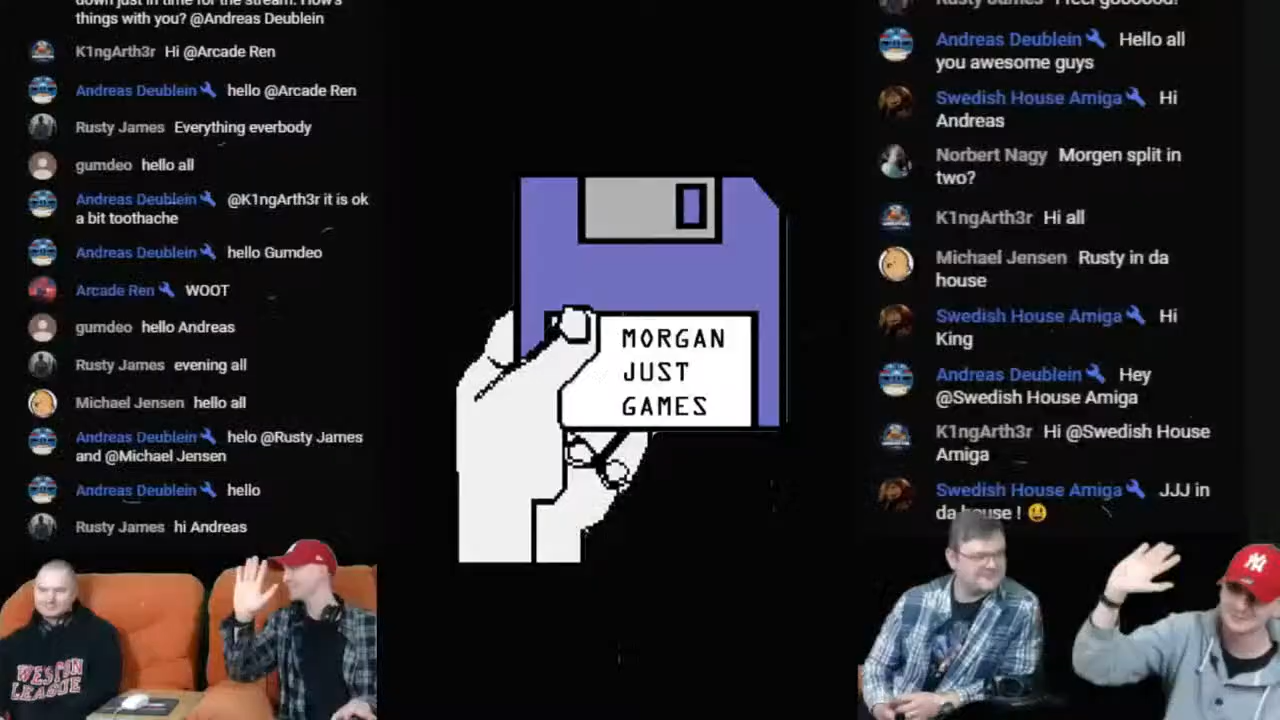 down just in time for the stream. How's
things with you? @Andreas Deublein
K1ngArth3r Hi @Arcade Ren
Andreas Deublein hello @Arcade Ren
Rusty James Everything everbody
gumdeo hello all
Andreas Deublein @K1ngArth3r it is ok
a bit toothache
Andreas Deublein hello Gumdeo
Arcade Ren WOOT
gumdeo hello Andreas
Rusty James evening all
Michael Jensen hello all
Andreas Deublein helo @Rusty James
and @Michael Jensen
Andreas Deublein hello
Rusty James hi Andreas
WESTON
LEAGUE
MORGAN
JUST
GAMES
Rusty James I feel gooooood!
Andreas Deublein Hello all
you awesome guys
Swedish House Amiga Hi
Andreas
Norbert Nagy Morgen split in
two?
K1ngArth3r Hi all
Michael Jensen Rusty in da
house
Swedish House Amiga Hi
King
Andreas Deublein Hey
@Swedish House Amiga
K1ngArth3r Hi @Swedish House
Amiga
Swedish House Amiga JJJ in
da house ! 😃
NY